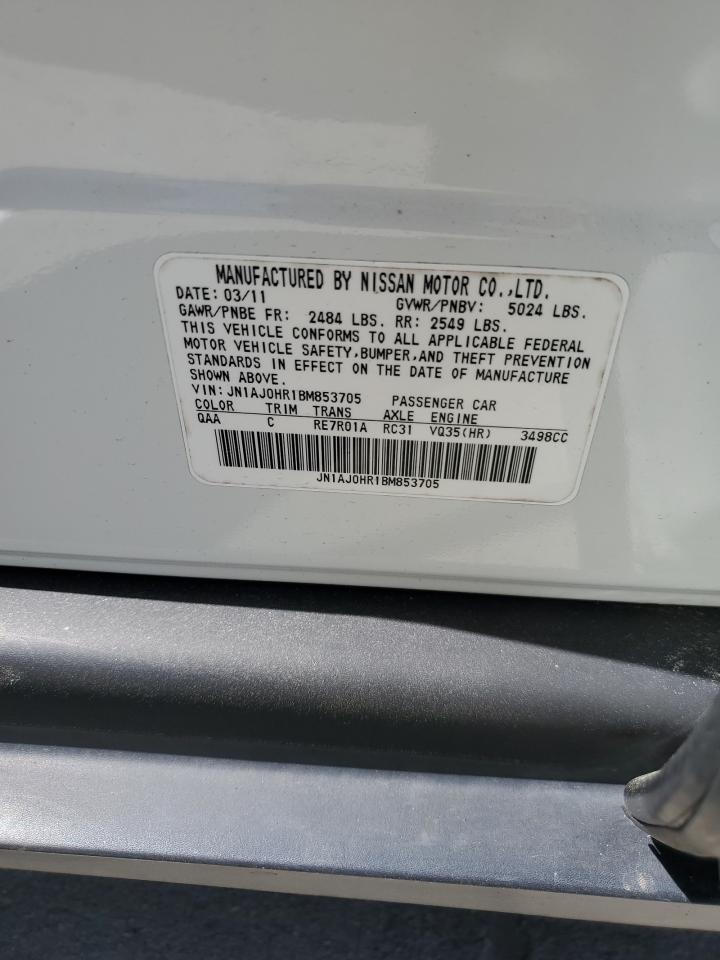 MANUFACTURED BY NISSAN MOTOR CO.,LTD.
DATE: 03/11 GVWR/PNBV: 5024 LBS.
GAWR/PNBE FR: 2484 LBS. RR: 2549 LBS.
THIS VEHICLE CONFORMS TO ALL APPLICABLE FEDERAL
MOTOR VEHICLE SAFETY,BUMPER,AND THEFT PREVENTION
STANDARDS IN EFFECT ON THE DATE OF MANUFACTURE
SHOWN ABOVE.
VIN:JN1AJ0HR1BM853705 PASSENGER CAR
COLOR TRIM TRANS AXLE ENGINE
QAA C RE7R01A RC31 VQ35(HR) 3498CC
JN1AJ0HR1BM853705